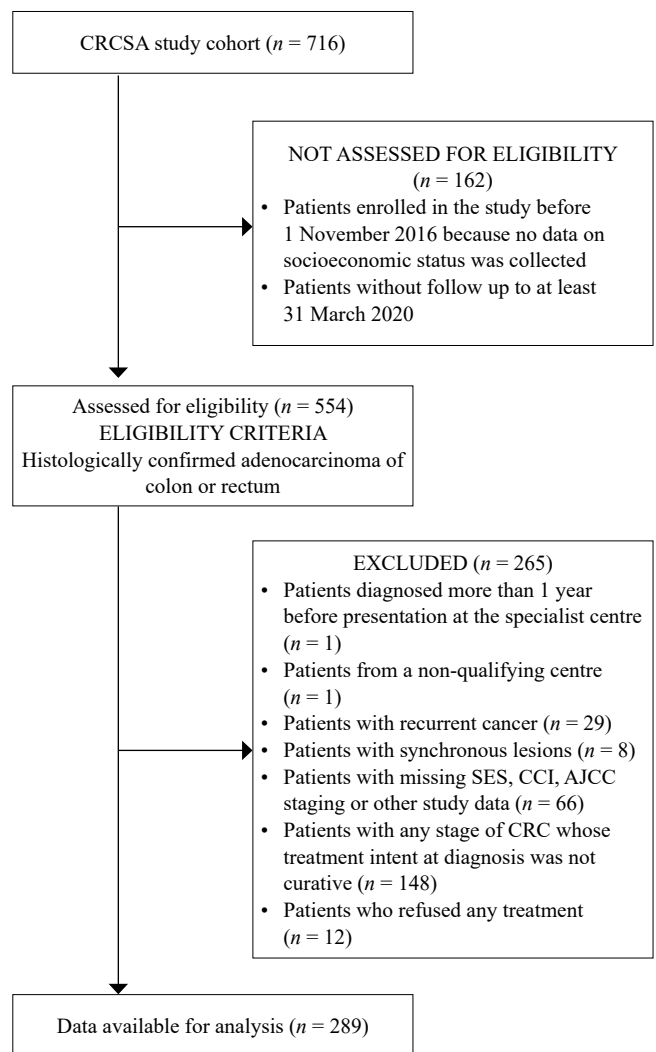 CRCSA study cohort (n = 716)
NOT ASSESSED FOR ELIGIBILITY
(n = 162)
• Patients enrolled in the study before
1 November 2016 because no data on
socioeconomic status was collected
• Patients without follow up to at least
31 March 2020
Assessed for eligibility (n = 554)
ELIGIBILITY CRITERIA
Histologically confirmed adenocarcinoma of
colon or rectum
EXCLUDED (n = 265)
• Patients diagnosed more than 1 year
before presentation at the specialist centre
(n = 1)
• Patients from a non-qualifying centre
(n = 1)
• Patients with recurrent cancer (n = 29)
• Patients with synchronous lesions (n = 8)
• Patients with missing SES, CCI, AJCC
staging or other study data (n = 66)
• Patients with any stage of CRC whose
treatment intent at diagnosis was not
curative (n = 148)
• Patients who refused any treatment
(n = 12)
Data available for analysis (n = 289)